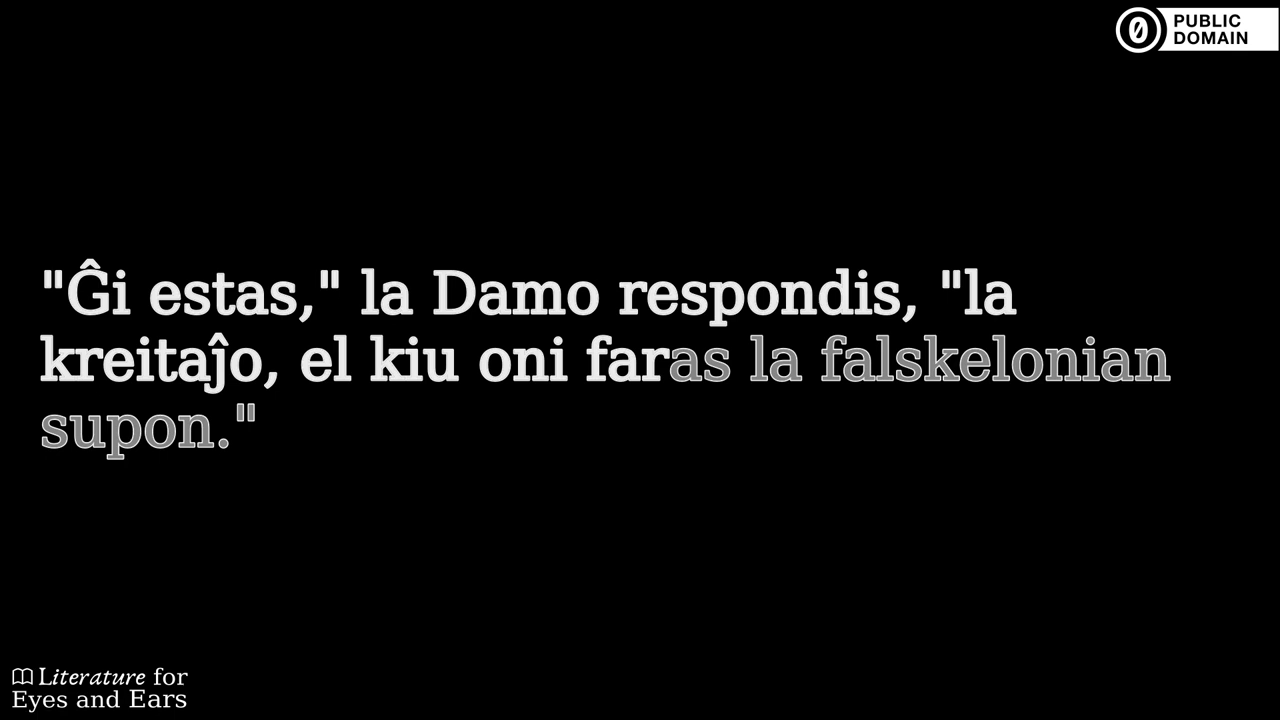 PUBLIC
DOMAIN
"Ĝi estas," la Damo respondis, "la
kreitaĵo, el kiu oni faras la falskelonian
supon."
Literature for
Eyes and Ears